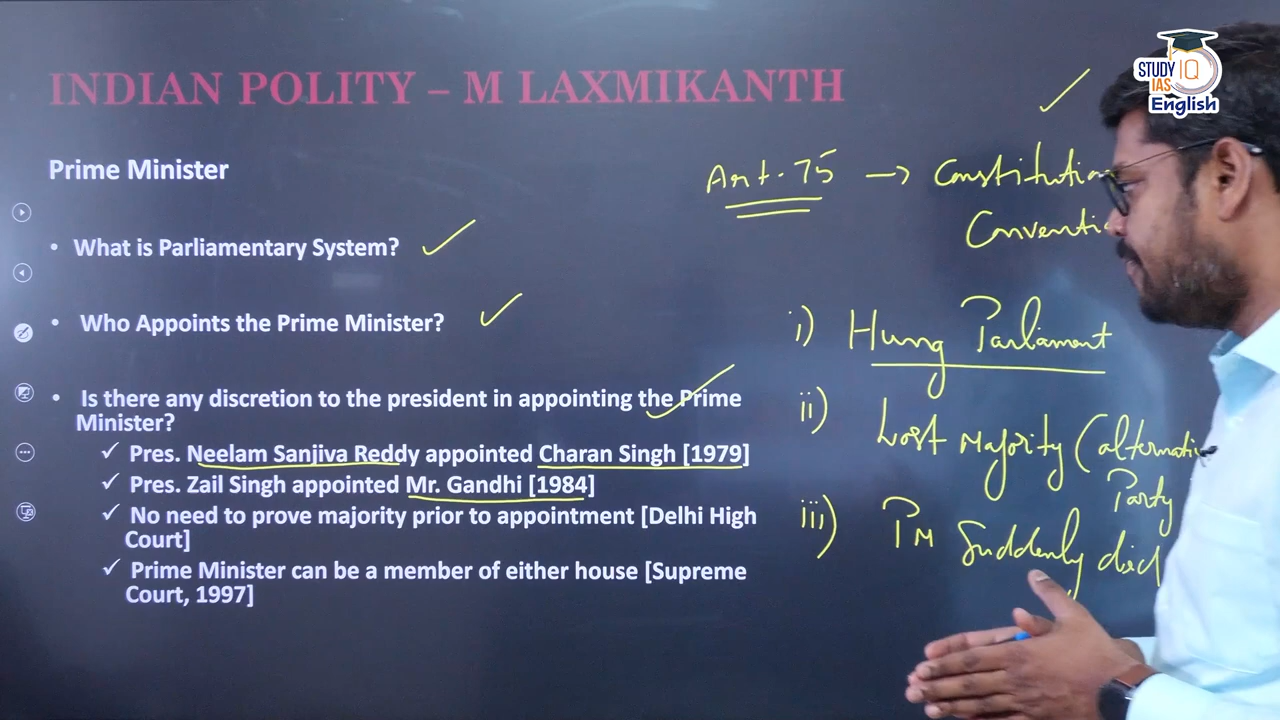 INDIAN POLITY – M LAXMIKANTH
STUDY IQ
IAS
English
Prime Minister
• What is Parliamentary System?
• Who Appoints the Prime Minister?
• Is there any discretion to the president in appointing the Prime
Minister?
✓ Pres. Neelam Sanjiva Reddy appointed Charan Singh [1979]
✓ Pres. Zail Singh appointed Mr. Gandhi [1984]
✓ No need to prove majority prior to appointment [Delhi High
Court]
✓ Prime Minister can be a member of either house [Supreme
Court, 1997]
Art. 75 → Constitution
Conventi
i) Hung Parliament
ii) Lost Majority (alternati
Party
iii) PM Suddenly died